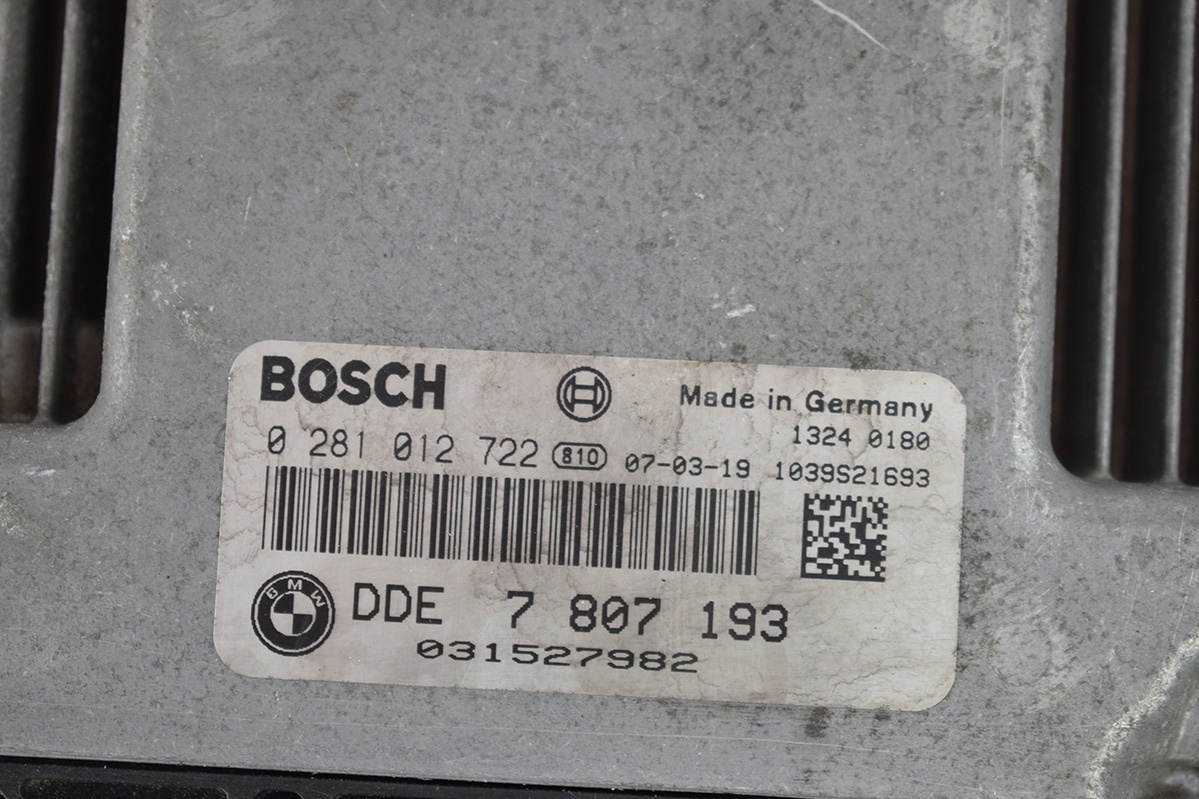 BOSCH
Made in Germany
1324 0180
0 281 012 722 810 07-03-19 1039S21693
BMW DDE 7 807 193
031527982